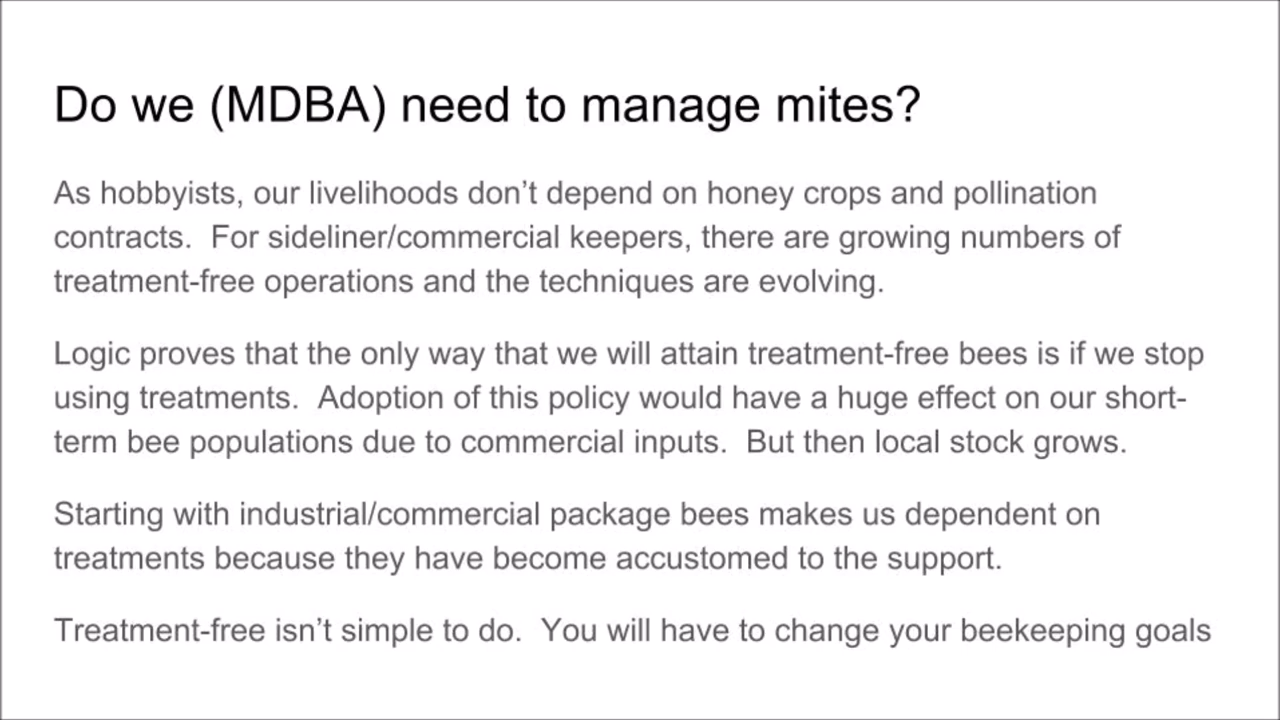 Do we (MDBA) need to manage mites?
As hobbyists, our livelihoods don’t depend on honey crops and pollination
contracts.  For sideliner/commercial keepers, there are growing numbers of
treatment-free operations and the techniques are evolving.
Logic proves that the only way that we will attain treatment-free bees is if we stop
using treatments.  Adoption of this policy would have a huge effect on our short-
term bee populations due to commercial inputs.  But then local stock grows.
Starting with industrial/commercial package bees makes us dependent on
treatments because they have become accustomed to the support.
Treatment-free isn’t simple to do.  You will have to change your beekeeping goals